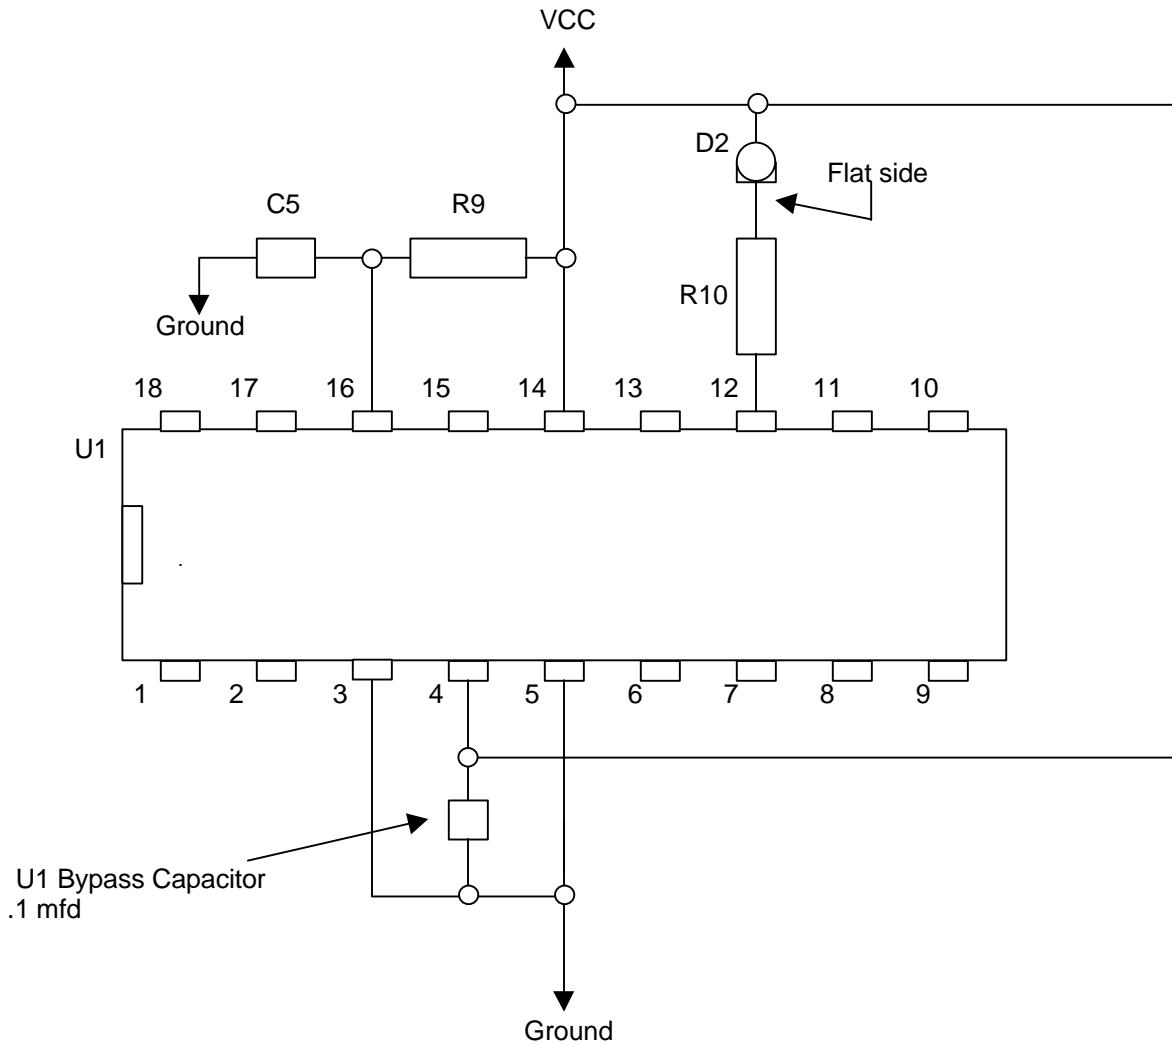 VCC
D2
Flat side
C5
R9
R10
Ground
18 17 16 15 14 13 12 11 10
U1
1 2 3 4 5 6 7 8 9
U1 Bypass Capacitor
.1 mfd
Ground